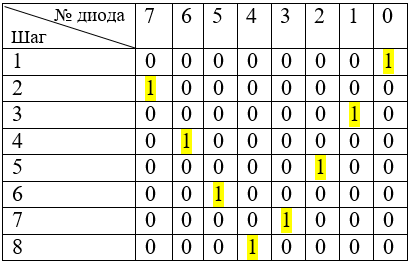 № диода 7 6 5 4 3 2 1 0
Шаг
1 0 0 0 0 0 0 0 1
2 1 0 0 0 0 0 0 0
3 0 0 0 0 0 0 1 0
4 0 1 0 0 0 0 0 0
5 0 0 0 0 0 1 0 0
6 0 0 1 0 0 0 0 0
7 0 0 0 0 1 0 0 0
8 0 0 0 1 0 0 0 0